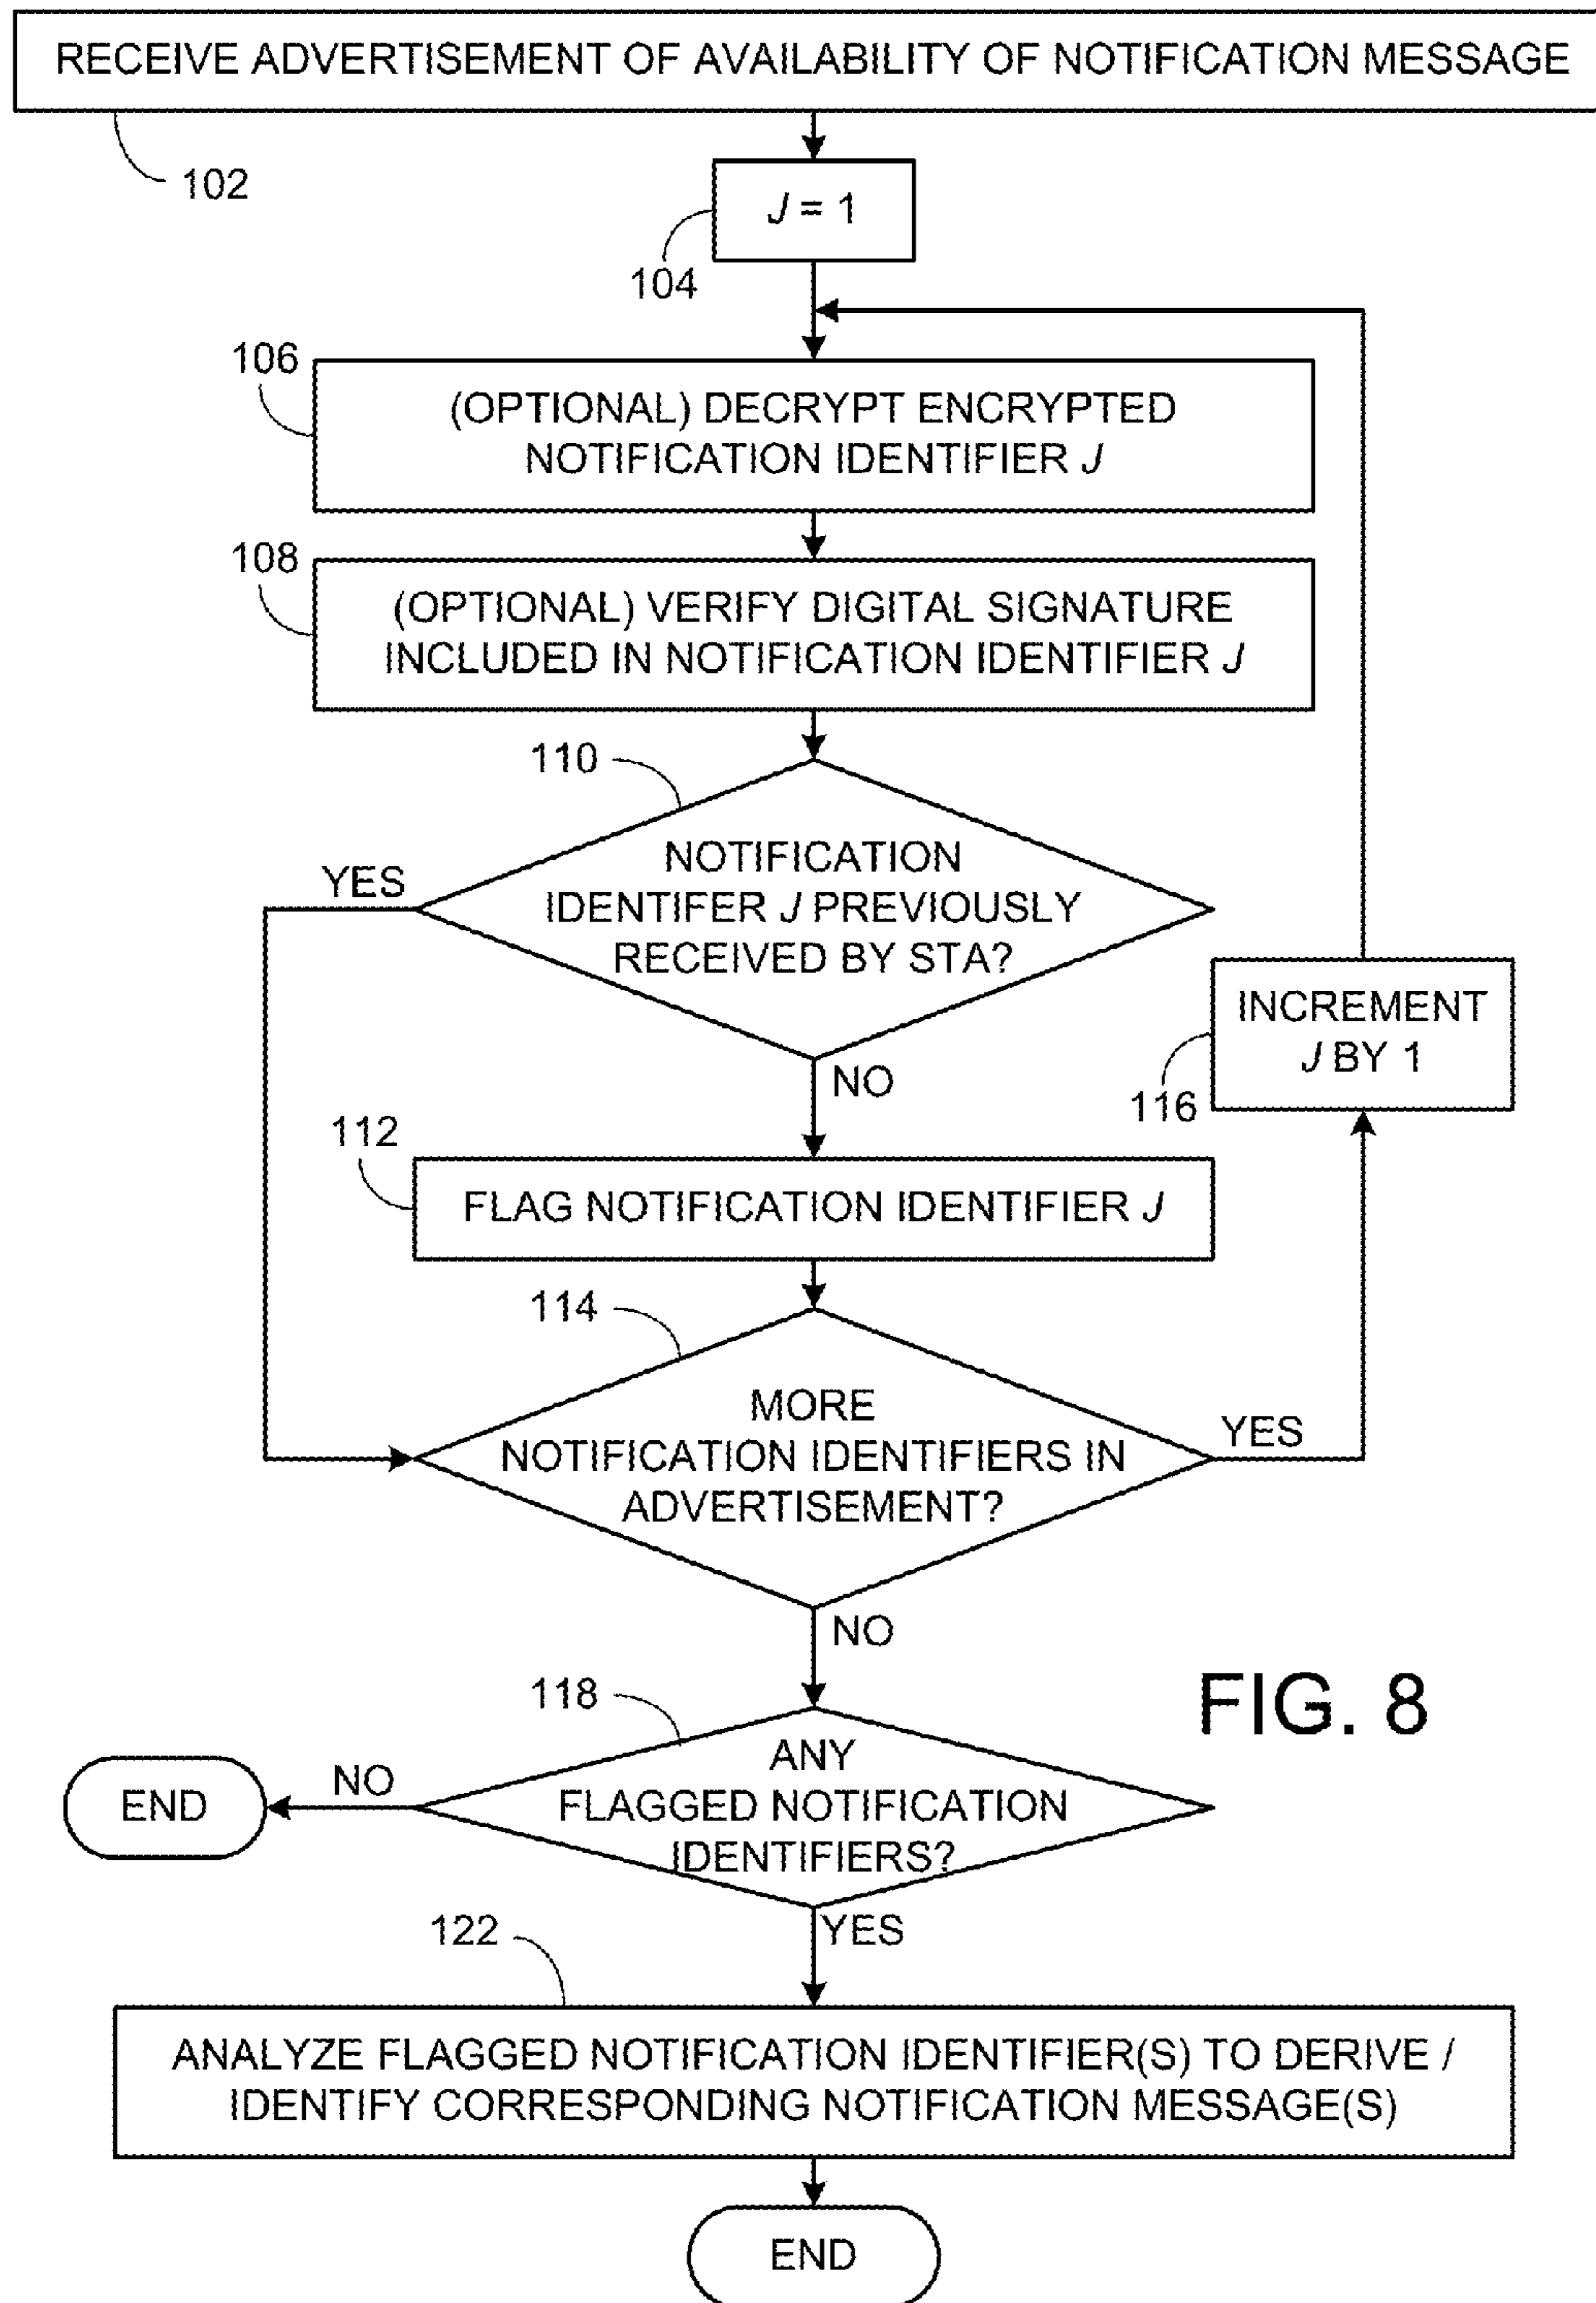 RECEIVE ADVERTISEMENT OF AVAILABILITY OF NOTIFICATION MESSAGE
102
J = 1
104
106
(OPTIONAL) DECRYPT ENCRYPTED
NOTIFICATION IDENTIFIER J
108
(OPTIONAL) VERIFY DIGITAL SIGNATURE
INCLUDED IN NOTIFICATION IDENTIFIER J
110
YES
NOTIFICATION
IDENTIFER J PREVIOUSLY
RECEIVED BY STA?
INCREMENT
J BY 1
116
NO
112
FLAG NOTIFICATION IDENTIFIER J
114
MORE
NOTIFICATION IDENTIFIERS IN
ADVERTISEMENT?
YES
NO
FIG. 8
118
ANY
FLAGGED NOTIFICATION
IDENTIFIERS?
NO
END
YES
122
ANALYZE FLAGGED NOTIFICATION IDENTIFIER(S) TO DERIVE /
IDENTIFY CORRESPONDING NOTIFICATION MESSAGE(S)
END